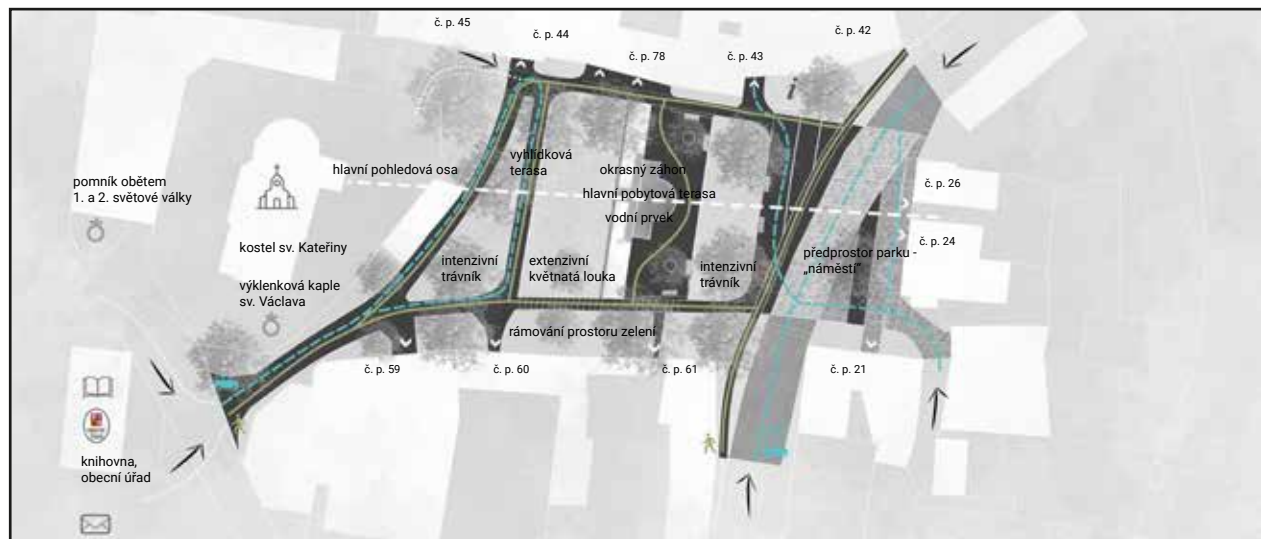 č. p. 45
č. p. 44
č. p. 78
č. p. 43
č. p. 42
pomník obětem
1. a 2. světové války
hlavní pohledová osa
vyhlídková
terasa
okrasný záhon
hlavní pobytová terasa
vodní prvek
č. p. 26
č. p. 24
kostel sv. Kateřiny
výklenková kaple
sv. Václava
intenzivní
trávník
extenzivní
květnatá louka
intenzivní
trávník
předprostor parku -
„náměstí“
rámování prostoru zelení
č. p. 59
č. p. 60
č. p. 61
č. p. 21
knihovna,
obecní úřad